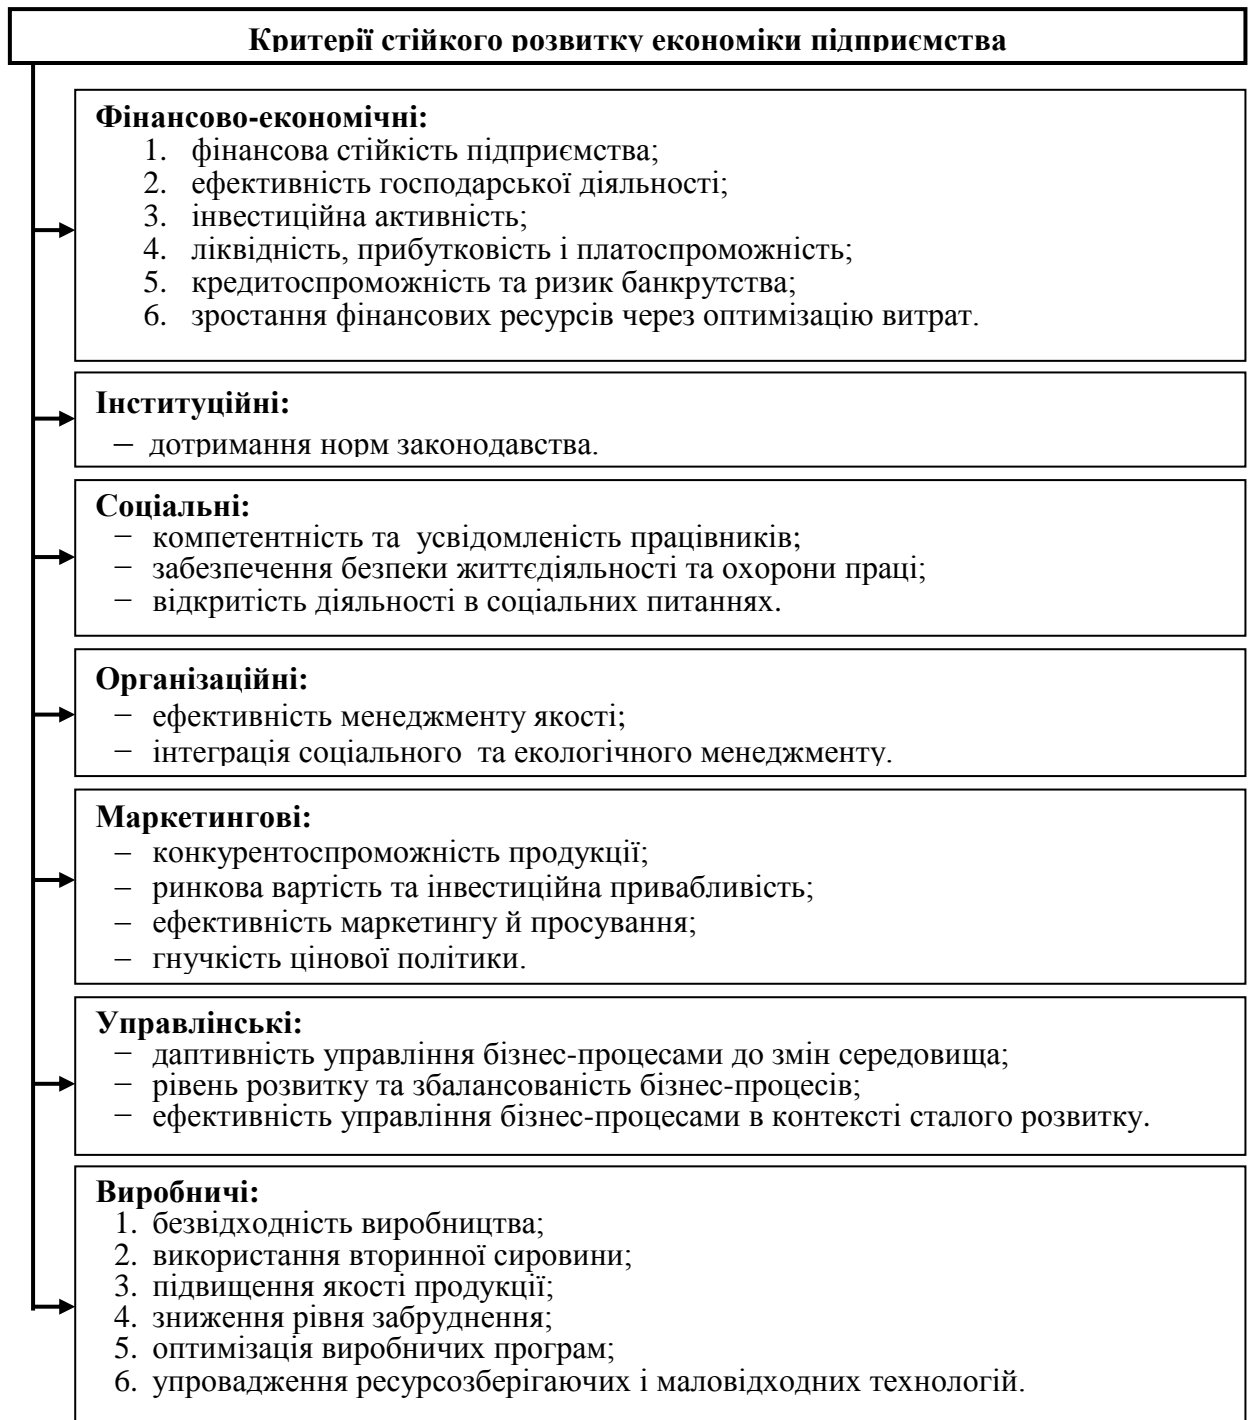 Критерії стійкого розвитку економіки підприємства
Фінансово-економічні:
1. фінансова стійкість підприємства;
2. ефективність господарської діяльності;
3. інвестиційна активність;
4. ліквідність, прибутковість і платоспроможність;
5. кредитоспроможність та ризик банкрутства;
6. зростання фінансових ресурсів через оптимізацію витрат.
Інституційні:
– дотримання норм законодавства.
Соціальні:
– компетентність та усвідомленість працівників;
– забезпечення безпеки життєдіяльності та охорони праці;
– відкритість діяльності в соціальних питаннях.
Організаційні:
– ефективність менеджменту якості;
– інтеграція соціального та екологічного менеджменту.
Маркетингові:
– конкурентоспроможність продукції;
– ринкова вартість та інвестиційна привабливість;
– ефективність маркетингу й просування;
– гнучкість цінової політики.
Управлінські:
– даптивність управління бізнес-процесами до змін середовища;
– рівень розвитку та збалансованість бізнес-процесів;
– ефективність управління бізнес-процесами в контексті сталого розвитку.
Виробничі:
1. безвідходність виробництва;
2. використання вторинної сировини;
3. підвищення якості продукції;
4. зниження рівня забруднення;
5. оптимізація виробничих програм;
6. упровадження ресурсозберігаючих і маловідходних технологій.